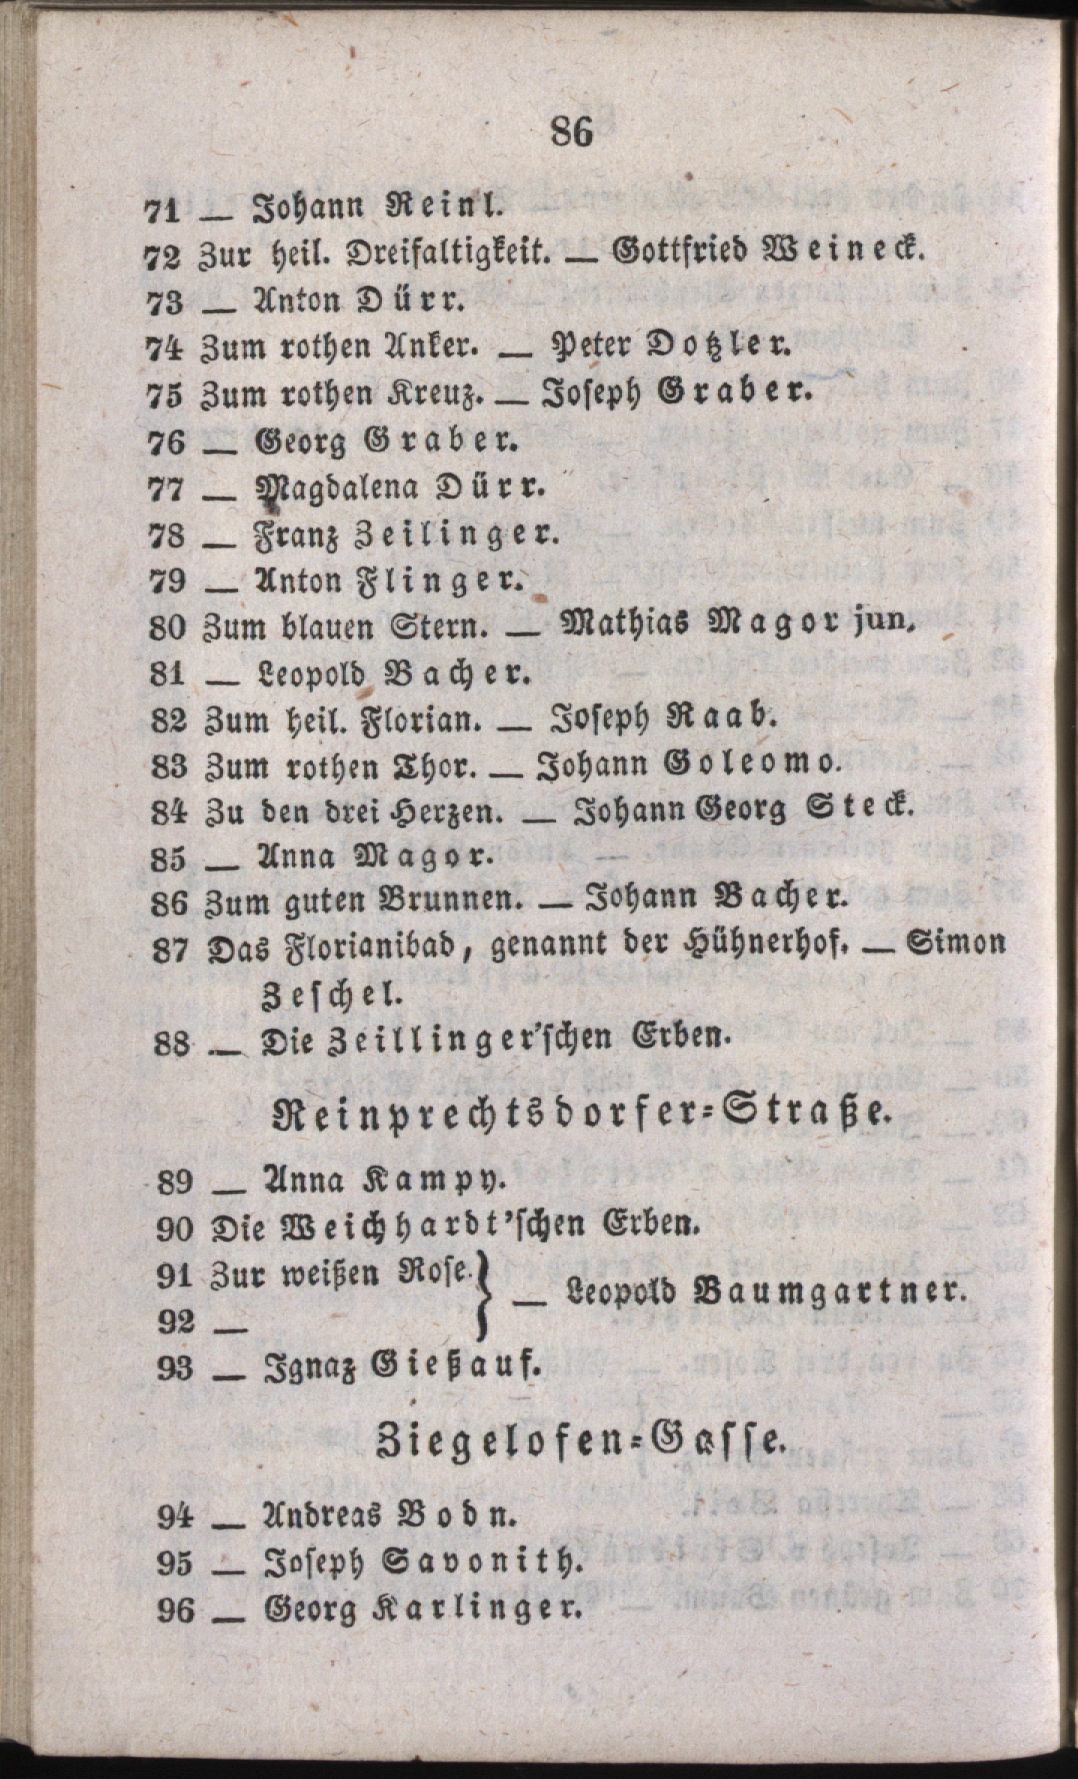 86
71 — Johann Reinl.
72 Zur heil. Dreifaltigkeit. — Gottfried Weineck.
73 — Anton Dürr.
74 Zum rothen Anker. — Peter Dotzler.
75 Zum rothen Kreuz. — Joseph Graber.
76 — Georg Graber.
77 — Magdalena Dürr.
78 — Franz Zeilinger.
79 — Anton Flinger.
80 Zum blauen Stern. — Mathias Magor jun.
81 — Leopold Bacher.
82 Zum heil. Florian. — Joseph Raab.
83 Zum rothen Thor. — Johann Goleomo.
84 Zu den drei Herzen. — Johann Georg Steck.
85 — Anna Magor.
86 Zum guten Brunnen. — Johann Bacher.
87 Das Florianibad, genannt der Hühnerhof. — Simon
Zeschel.
88 — Die Zeillinger'schen Erben.
Reinprechtsdorfer-Straße.
89 — Anna Kampy.
90 Die Weichhardt'schen Erben.
91 Zur weißen Rose. } — Leopold Baumgartner.
92 —
93 — Ignaz Gießauf.
Ziegelofen-Gasse.
94 — Andreas Bodn.
95 — Joseph Savonith.
96 — Georg Karlinger.